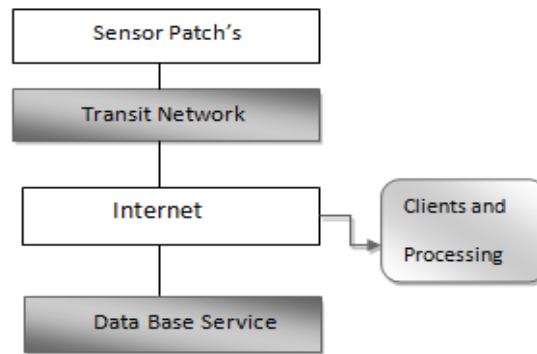 Sensor Patch's
Transit Network
Internet
Clients and
Processing
Data Base Service